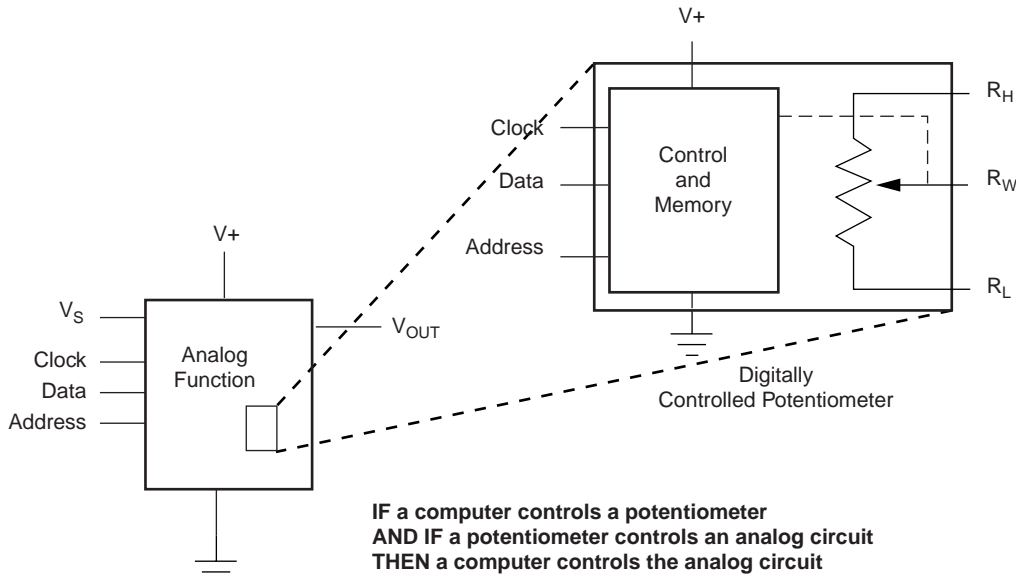 V+
Clock
Data
Address
Control
and
Memory
R_H
R_W
R_L
V+
V_S
Clock
Data
Address
Analog
Function
V_OUT
Digitally
Controlled Potentiometer
IF a computer controls a potentiometer
AND IF a potentiometer controls an analog circuit
THEN a computer controls the analog circuit